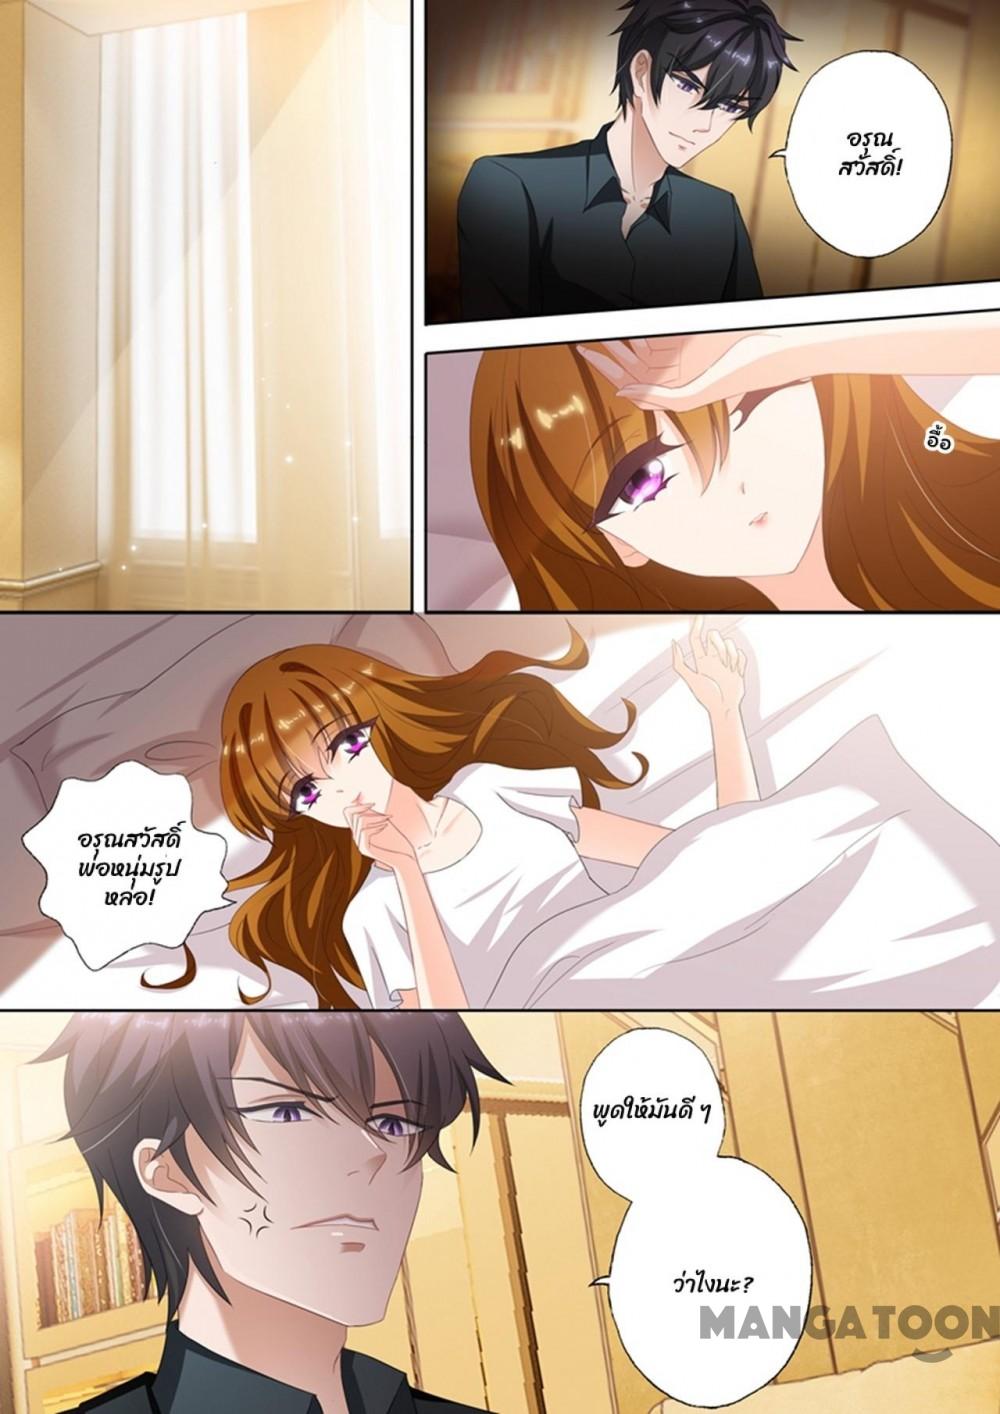 อรุณ
สวัสดิ์!
อื้อ
อรุณสวัสดิ์
พ่อหนุ่มรูป
หล่อ!
พูดให้มันดี ๆ
ว่าไงนะ?
MANGATOON